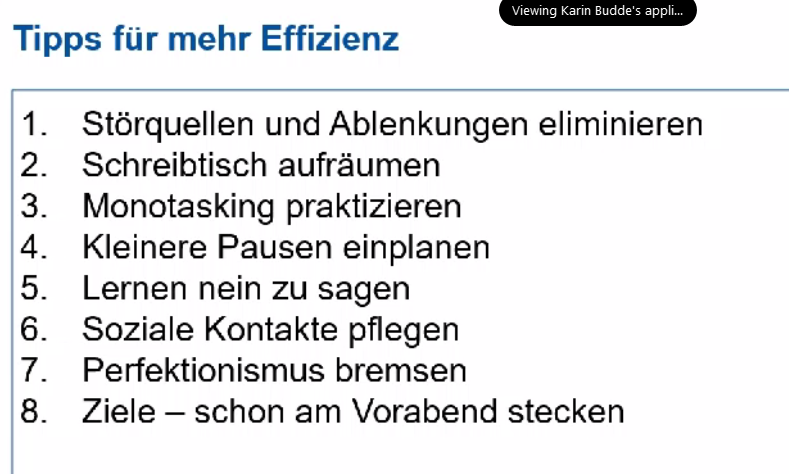 Viewing Karin Budde's appli...
Tipps für mehr Effizienz
1. Störquellen und Ablenkungen eliminieren
2. Schreibtisch aufräumen
3. Monotasking praktizieren
4. Kleinere Pausen einplanen
5. Lernen nein zu sagen
6. Soziale Kontakte pflegen
7. Perfektionismus bremsen
8. Ziele – schon am Vorabend stecken